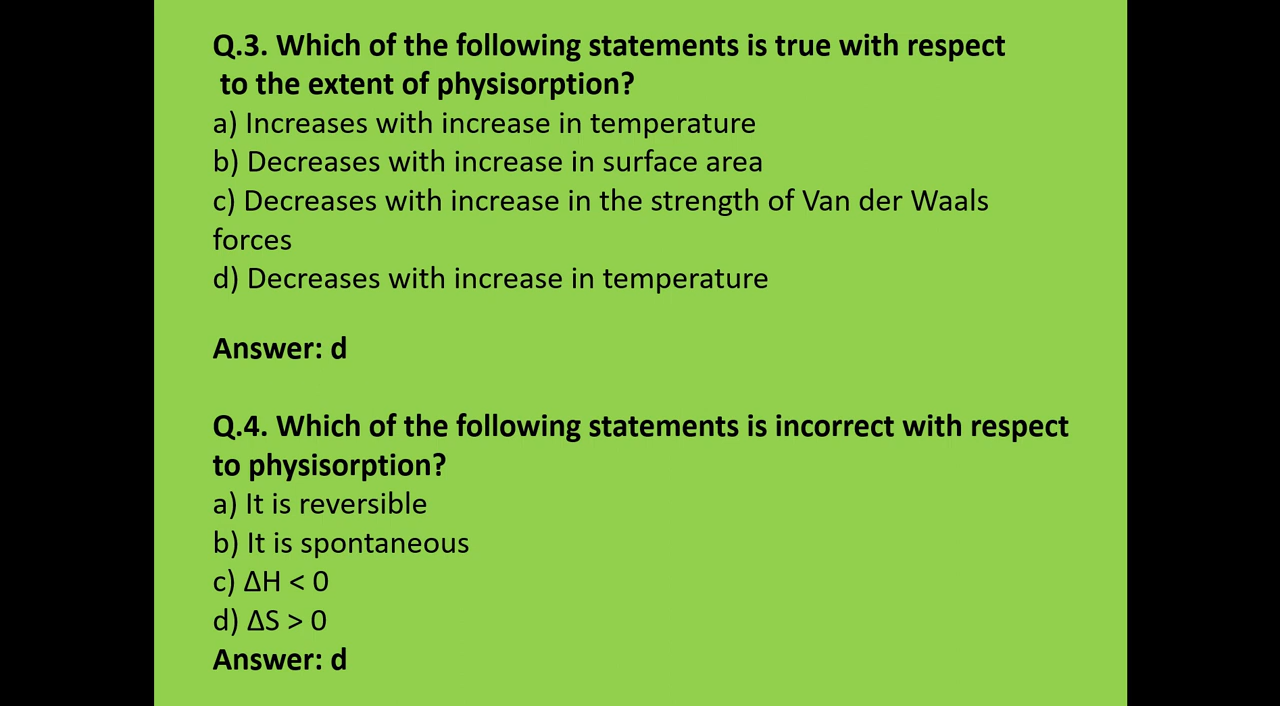 Q.3. Which of the following statements is true with respect
to the extent of physisorption?
a) Increases with increase in temperature
b) Decreases with increase in surface area
c) Decreases with increase in the strength of Van der Waals
forces
d) Decreases with increase in temperature
Answer: d
Q.4. Which of the following statements is incorrect with respect
to physisorption?
a) It is reversible
b) It is spontaneous
c) ΔH < 0
d) ΔS > 0
Answer: d